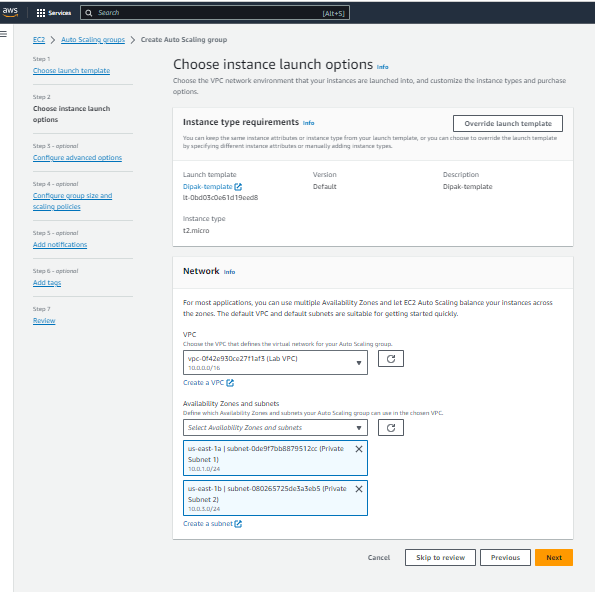 aws Services Search [Alt+S]
EC2 > Auto Scaling groups > Create Auto Scaling group
Step 1
Choose launch template
Step 2
Choose instance launch
options
Step 3 - optional
Configure advanced options
Step 4 - optional
Configure group size and
scaling policies
Step 5 - optional
Add notifications
Step 6 - optional
Add tags
Step 7
Review
Choose instance launch options Info
Choose the VPC network environment that your instances are launched into, and customize the instance types and purchase
options.
Instance type requirements Info
Override launch template
You can keep the same instance attributes or instance type from your launch template, or you can choose to override the launch template
by specifying different instance attributes or manually adding instance types.
Launch template
Dipak-template
lt-0bd03c0e61d19eed8
Version
Default
Description
Dipak-template
Instance type
t2.micro
Network Info
For most applications, you can use multiple Availability Zones and let EC2 Auto Scaling balance your instances across
the zones. The default VPC and default subnets are suitable for getting started quickly.
VPC
Choose the VPC that defines the virtual network for your Auto Scaling group.
vpc-0f42e930ce27f1af3 (Lab VPC)
10.0.0.0/16
Create a VPC
Availability Zones and subnets
Define which Availability Zones and subnets your Auto Scaling group can use in the chosen VPC.
Select Availability Zones and subnets
us-east-1a | subnet-0de9f7bb8879512cc (Private
Subnet 1)
10.0.1.0/24
us-east-1b | subnet-080265725de3a3eb5 (Private
Subnet 2)
10.0.3.0/24
Create a subnet
Cancel
Skip to review
Previous
Next